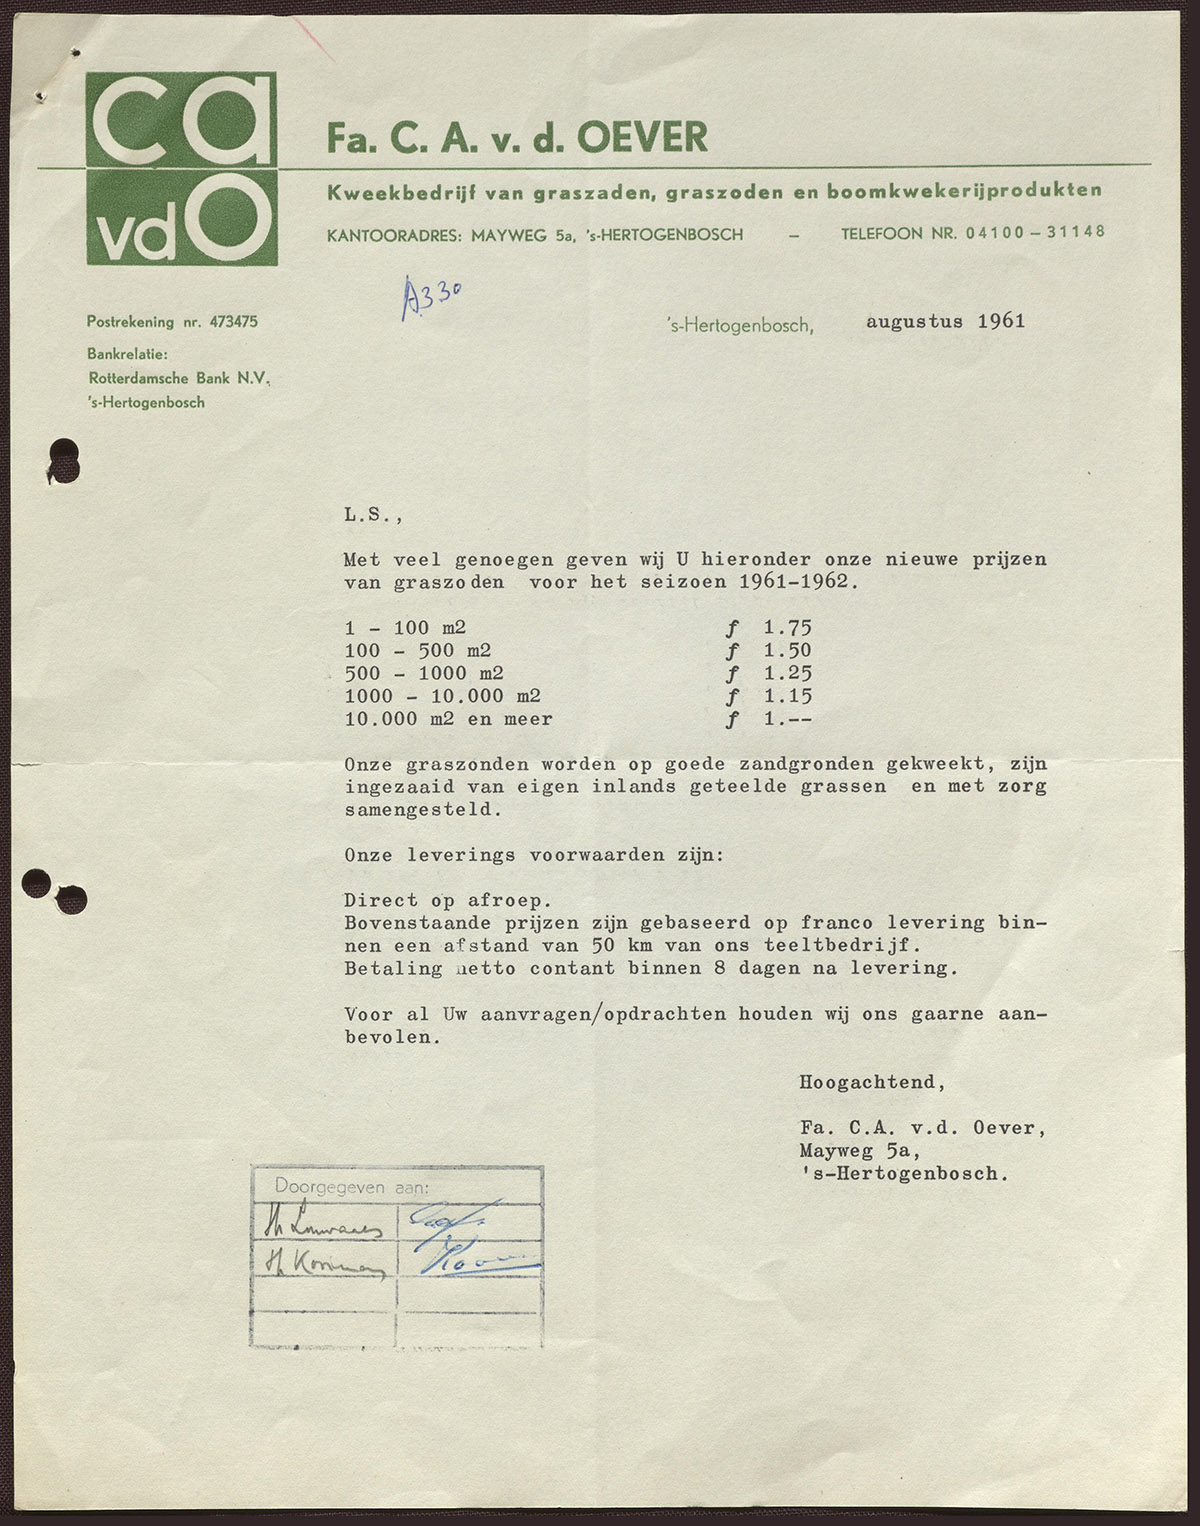 ca
vdO
Fa. C. A. v. d. OEVER
Kweekbedrijf van graszaden, graszoden en boomkwekerijprodukten
KANTOORADRES: MAYWEG 5a, 's-HERTOGENBOSCH – TELEFOON NR. 04100 – 31148
A330
Postrekening nr. 473475
's-Hertogenbosch, augustus 1961
Bankrelatie:
Rotterdamsche Bank N.V.
's-Hertogenbosch
L.S.,
Met veel genoegen geven wij U hieronder onze nieuwe prijzen
van graszoden voor het seizoen 1961-1962.
1 - 100 m2 ƒ 1.75
100 - 500 m2 ƒ 1.50
500 - 1000 m2 ƒ 1.25
1000 - 10.000 m2 ƒ 1.15
10.000 m2 en meer ƒ 1.--
Onze graszonden worden op goede zandgronden gekweekt, zijn
ingezaaid van eigen inlands geteelde grassen en met zorg
samengesteld.
Onze leverings voorwaarden zijn:
Direct op afroep.
Bovenstaande prijzen zijn gebaseerd op franco levering bin-
nen een afstand van 50 km van ons teeltbedrijf.
Betaling netto contant binnen 8 dagen na levering.
Voor al Uw aanvragen/opdrachten houden wij ons gaarne aan-
bevolen.
Hoogachtend,
Fa. C.A. v.d. Oever,
Mayweg 5a,
's-Hertogenbosch.
Doorgegeven aan: